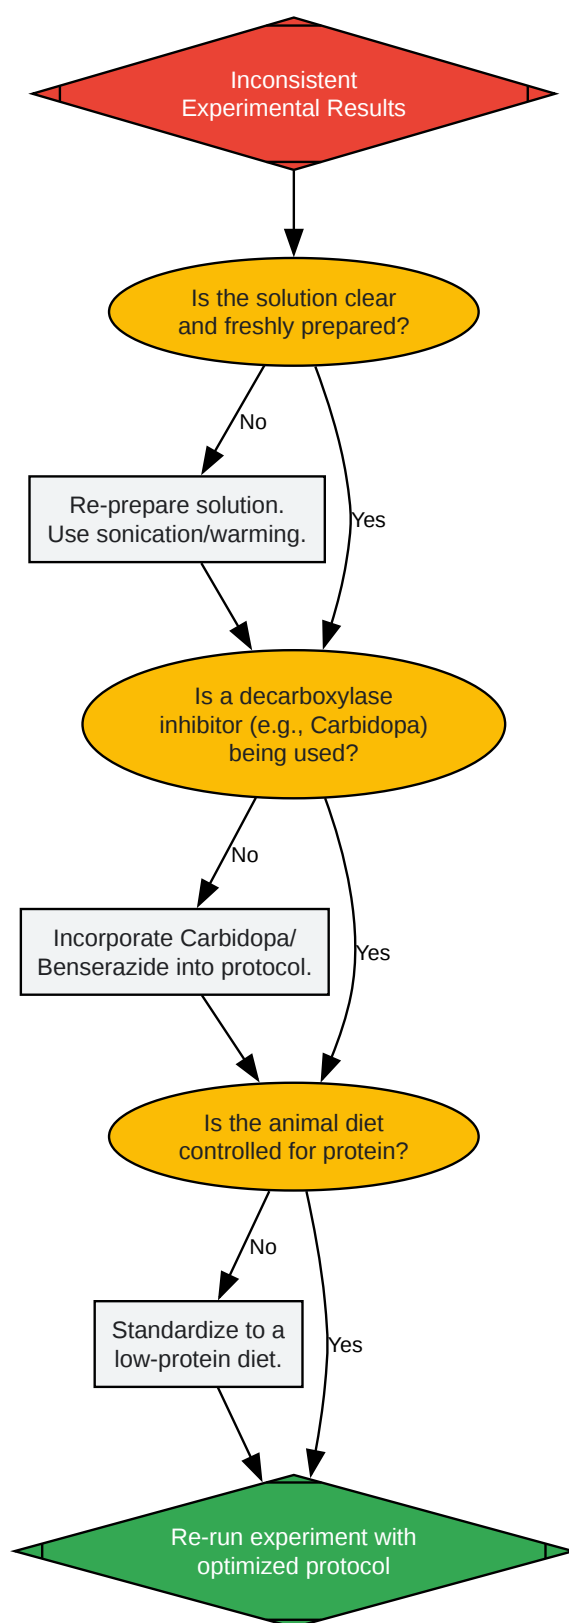 Inconsistent
Experimental Results
Is the solution clear
and freshly prepared?
No
Re-prepare solution.
Use sonication/warming.
Yes
Is a decarboxylase
inhibitor (e.g., Carbidopa)
being used?
No
Incorporate Carbidopa/
Benserazide into protocol.
Yes
Is the animal diet
controlled for protein?
No
Standardize to a
low-protein diet.
Yes
Re-run experiment with
optimized protocol